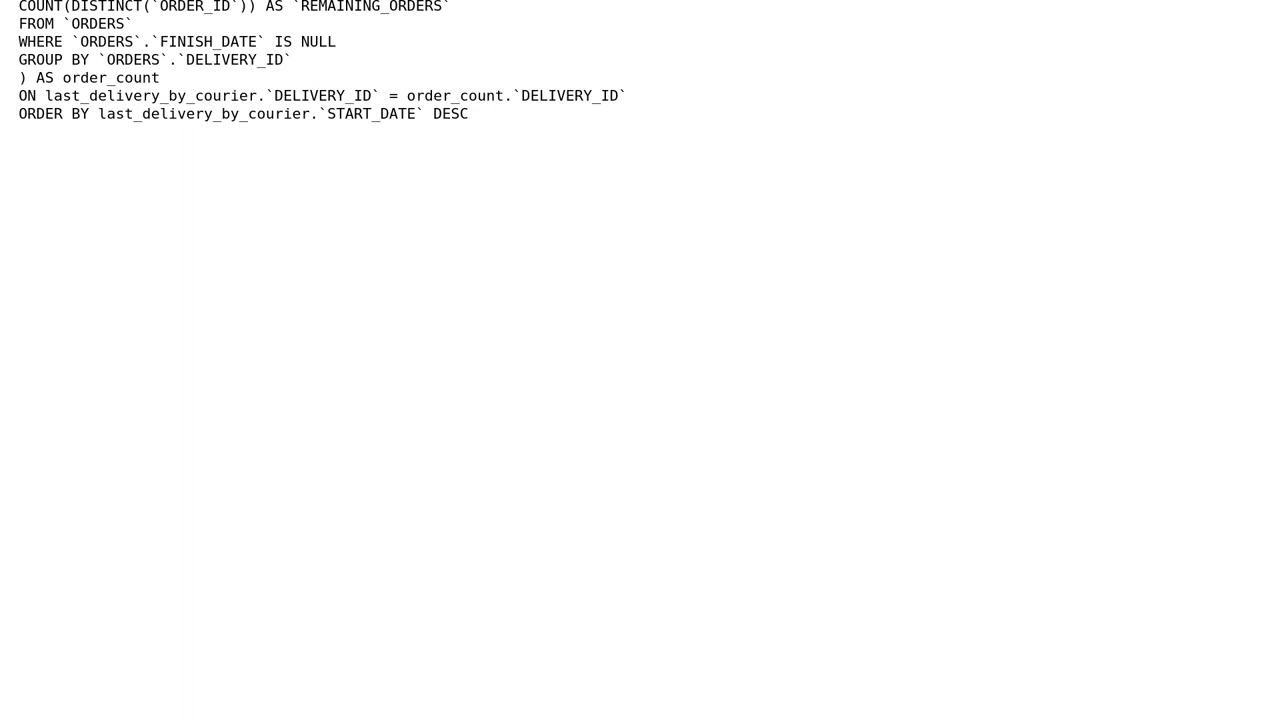 COUNT(DISTINCT(`ORDER_ID`)) AS `REMAINING_ORDERS`
FROM `ORDERS`
WHERE `ORDERS`.`FINISH_DATE` IS NULL
GROUP BY `ORDERS`.`DELIVERY_ID`
) AS order_count
ON last_delivery_by_courier.`DELIVERY_ID` = order_count.`DELIVERY_ID`
ORDER BY last_delivery_by_courier.`START_DATE` DESC